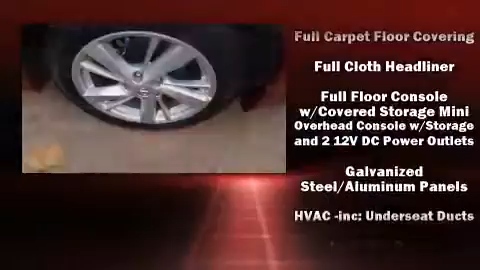 Full Carpet Floor Covering
Full Cloth Headliner
Full Floor Console
w/Covered Storage Mini
Overhead Console w/Storage
and 2 12V DC Power Outlets
Galvanized
Steel/Aluminum Panels
HVAC -inc: Underseat Ducts